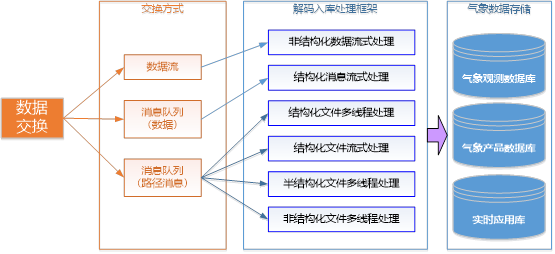 交换方式
解码入库处理框架
气象数据存储
数据
交换
数据流
消息队列
（数据）
消息队列
（路径消息）
非结构化数据流式处理
结构化消息流式处理
结构化文件多线程处理
结构化文件流式处理
半结构化文件多线程处理
非结构化文件多线程处理
气象观测数据库
气象产品数据库
实时应用库